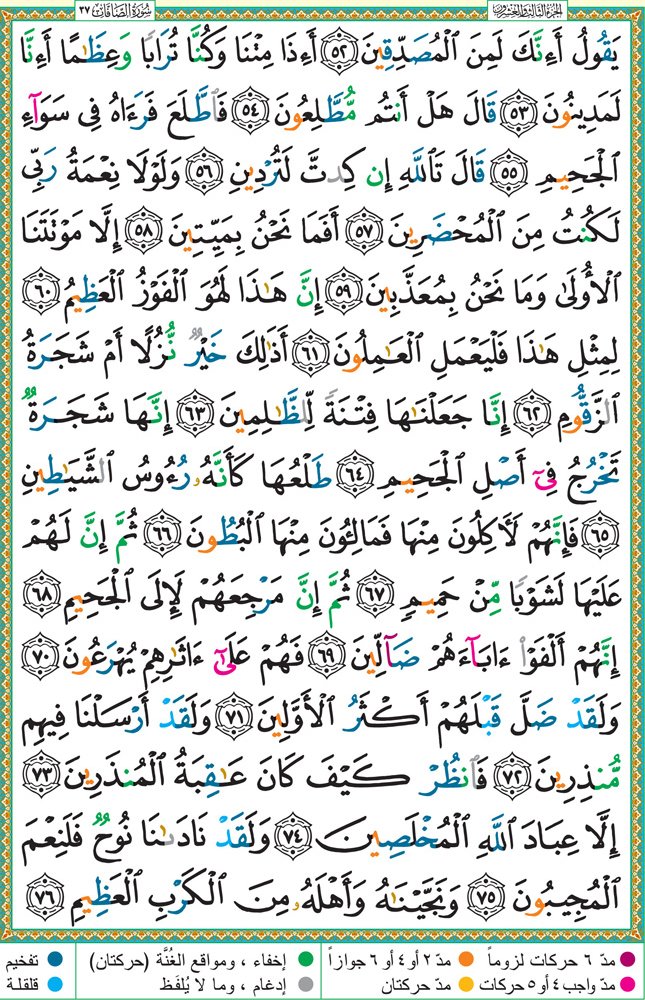 الجزء الثالث والعشرون
سورة الصافات ٣٧
يَقُولُ أَءِنَّكَ لَمِنَ ٱلْمُصَدِّقِينَ ٥٢ أَءِذَا مِتْنَا وَكُنَّا تُرَابًا وَعِظَٰمًا أَءِنَّا
لَمَدِينُونَ ٥٣ قَالَ هَلْ أَنتُم مُّطَّلِعُونَ ٥٤ فَٱطَّلَعَ فَرَءَاهُ فِى سَوَآءِ
ٱلْجَحِيمِ ٥٥ قَالَ تَٱللَّهِ إِن كِدتَّ لَتُرْدِينِ ٥٦ وَلَوْلَا نِعْمَةُ رَبِّى
لَكُنتُ مِنَ ٱلْمُحْضَرِينَ ٥٧ أَفَمَا نَحْنُ بِمَيِّتِينَ ٥٨ إِلَّا مَوْتَتَنَا
ٱلْأُولَىٰ وَمَا نَحْنُ بِمُعَذَّبِينَ ٥٩ إِنَّ هَٰذَا لَهُوَ ٱلْفَوْزُ ٱلْعَظِيمُ ٦٠
لِمِثْلِ هَٰذَا فَلْيَعْمَلِ ٱلْعَٰمِلُونَ ٦١ أَذَٰلِكَ خَيْرٌ نُّزُلًا أَمْ شَجَرَةُ
ٱلزَّقُّومِ ٦٢ إِنَّا جَعَلْنَٰهَا فِتْنَةً لِّلظَّٰلِمِينَ ٦٣ إِنَّهَا شَجَرَةٌ
تَخْرُجُ فِىٓ أَصْلِ ٱلْجَحِيمِ ٦٤ طَلْعُهَا كَأَنَّهُۥ رُءُوسُ ٱلشَّيَٰطِينِ
٦٥ فَإِنَّهُمْ لَءَاكِلُونَ مِنْهَا فَمَالِـُٔونَ مِنْهَا ٱلْبُطُونَ ٦٦ ثُمَّ إِنَّ لَهُمْ
عَلَيْهَا لَشَوْبًا مِّنْ حَمِيمٍ ٦٧ ثُمَّ إِنَّ مَرْجِعَهُمْ لَإِلَى ٱلْجَحِيمِ ٦٨
إِنَّهُمْ أَلْفَوْا۟ ءَابَآءَهُمْ ضَآلِّينَ ٦٩ فَهُمْ عَلَىٰٓ ءَاثَٰرِهِمْ يُهْرَعُونَ ٧٠
وَلَقَدْ ضَلَّ قَبْلَهُمْ أَكْثَرُ ٱلْأَوَّلِينَ ٧١ وَلَقَدْ أَرْسَلْنَا فِيهِم
مُّنذِرِينَ ٧٢ فَٱنظُرْ كَيْفَ كَانَ عَٰقِبَةُ ٱلْمُنذَرِينَ ٧٣
إِلَّا عِبَادَ ٱللَّهِ ٱلْمُخْلَصِينَ ٧٤ وَلَقَدْ نَادَىٰنَا نُوحٌ فَلَنِعْمَ
ٱلْمُجِيبُونَ ٧٥ وَنَجَّيْنَٰهُ وَأَهْلَهُۥ مِنَ ٱلْكَرْبِ ٱلْعَظِيمِ ٧٦
مدّ ٦ حركات لزوماً مدّ ٢ أو ٤ أو ٦ جوازاً إخفاء ، ومواقع الغُنَّة (حركتان) تفخيم
مدّ واجب ٤ أو ٥ حركات مدّ حركتان إدغام ، وما لا يُلفَظ قلقلة